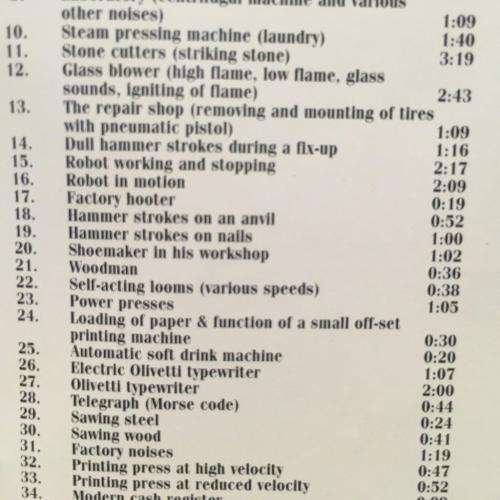 (centrifugal machine and various
other noises) 1:09
10. Steam pressing machine (laundry) 1:40
11. Stone cutters (striking stone) 3:19
12. Glass blower (high flame, low flame, glass
sounds, igniting of flame) 2:43
13. The repair shop (removing and mounting of tires
with pneumatic pistol) 1:09
14. Dull hammer strokes during a fix-up 1:16
15. Robot working and stopping 2:17
16. Robot in motion 2:09
17. Factory hooter 0:19
18. Hammer strokes on an anvil 0:52
19. Hammer strokes on nails 1:00
20. Shoemaker in his workshop 1:02
21. Woodman 0:36
22. Self-acting looms (various speeds) 0:38
23. Power presses 1:05
24. Loading of paper & function of a small off-set
printing machine 0:30
25. Automatic soft drink machine 0:20
26. Electric Olivetti typewriter 1:07
27. Olivetti typewriter 2:00
28. Telegraph (Morse code) 0:44
29. Sawing steel 0:24
30. Sawing wood 0:41
31. Factory noises 1:19
32. Printing press at high velocity 0:47
33. Printing press at reduced velocity 0:52
34. Modern cash register